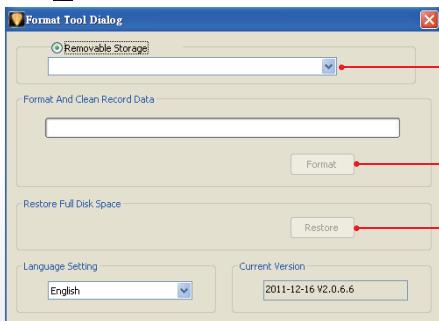 Format Tool Dialog
Removable Storage
Format And Clean Record Data
Format
Restore Full Disk Space
Restore
Language Setting
Current Version
English
2011-12-16 V2.0.6.6